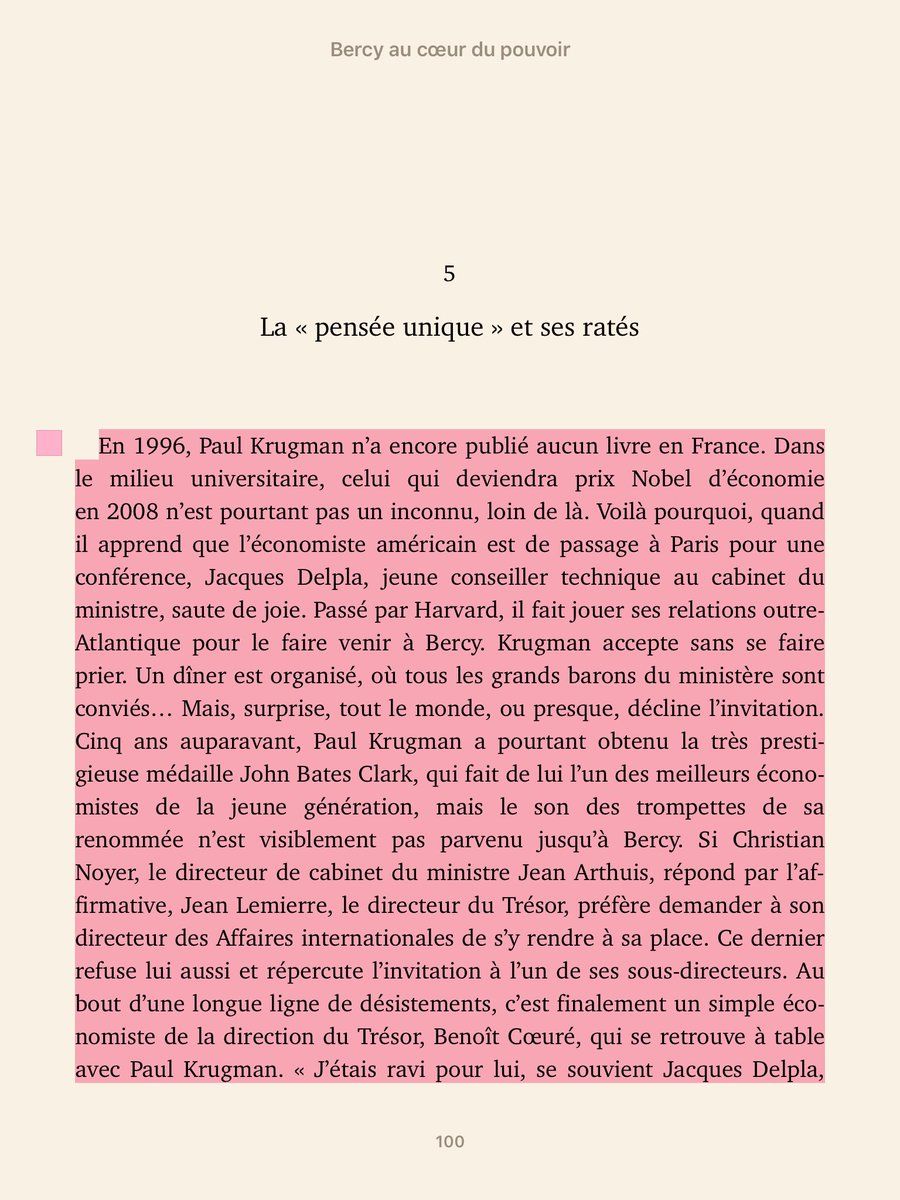 Bercy au cœur du pouvoir
5
La « pensée unique » et ses ratés
En 1996, Paul Krugman n’a encore publié aucun livre en France. Dans
le milieu universitaire, celui qui deviendra prix Nobel d’économie
en 2008 n’est pourtant pas un inconnu, loin de là. Voilà pourquoi, quand
il apprend que l’économiste américain est de passage à Paris pour une
conférence, Jacques Delpla, jeune conseiller technique au cabinet du
ministre, saute de joie. Passé par Harvard, il fait jouer ses relations outre-
Atlantique pour le faire venir à Bercy. Krugman accepte sans se faire
prier. Un dîner est organisé, où tous les grands barons du ministère sont
conviés… Mais, surprise, tout le monde, ou presque, décline l’invitation.
Cinq ans auparavant, Paul Krugman a pourtant obtenu la très presti-
gieuse médaille John Bates Clark, qui fait de lui l’un des meilleurs écono-
mistes de la jeune génération, mais le son des trompettes de sa
renommée n’est visiblement pas parvenu jusqu’à Bercy. Si Christian
Noyer, le directeur de cabinet du ministre Jean Arthuis, répond par l’af-
firmative, Jean Lemierre, le directeur du Trésor, préfère demander à son
directeur des Affaires internationales de s’y rendre à sa place. Ce dernier
refuse lui aussi et répercute l’invitation à l’un de ses sous-directeurs. Au
bout d’une longue ligne de désistements, c’est finalement un simple éco-
nomiste de la direction du Trésor, Benoît Cœuré, qui se retrouve à table
avec Paul Krugman. « J’étais ravi pour lui, se souvient Jacques Delpla,
100